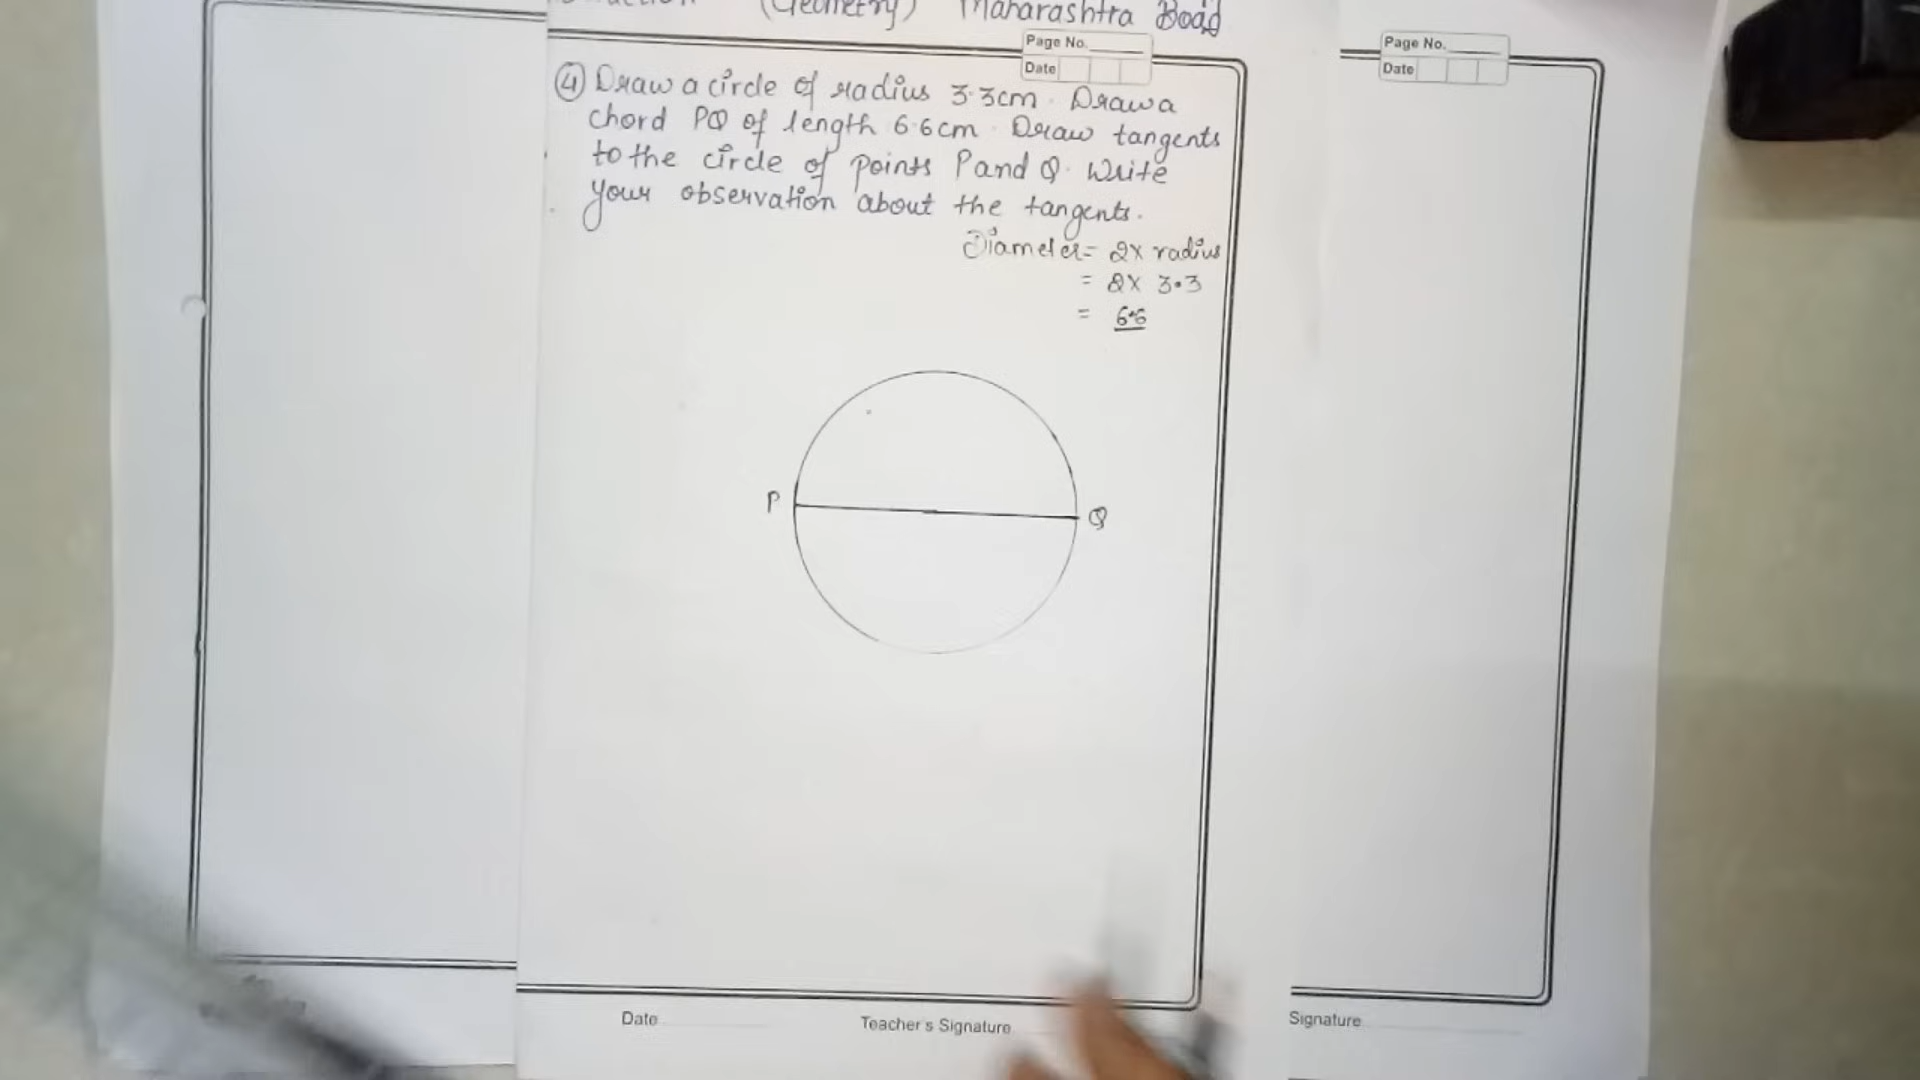 (Geometry) Maharashtra Board
Page No.
Date
Page No.
Date
④ Draw a circle of radius 3.3cm. Draw a
chord PQ of length 6.6cm. Draw tangents
to the circle of points P and Q. Write
your observation about the tangents.
Diameter = 2x radius
= 2x 3.3
= 6.6
P
Q
Date
Teacher's Signature
Signature